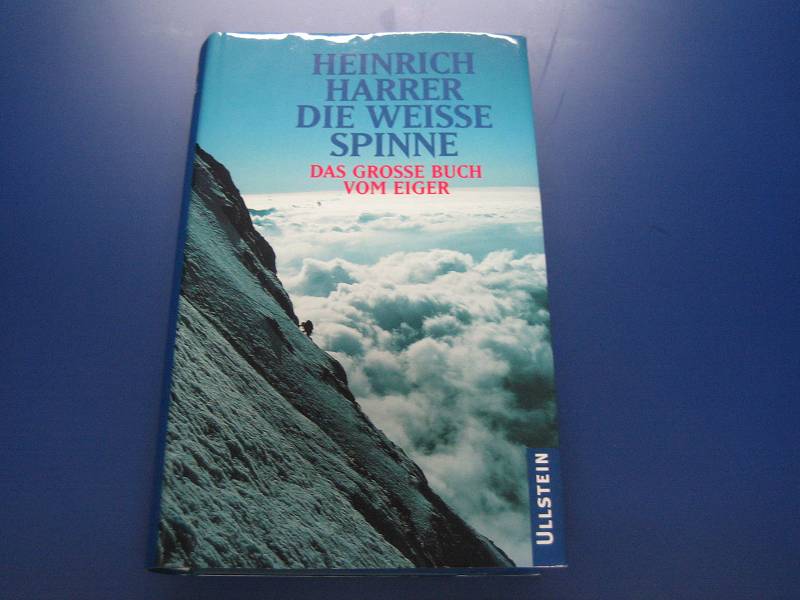 HEINRICH
HARRER
DIE WEISSE
SPINNE
DAS GROSSE BUCH
VOM EIGER
ULLSTEIN